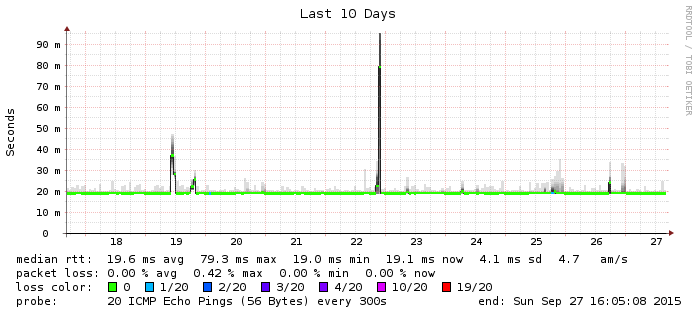 Last 10 Days
RRDTOOL / TOBI OETIKER
Seconds
90 m
80 m
70 m
60 m
50 m
40 m
30 m
20 m
10 m
0
18 19 20 21 22 23 24 25 26 27
median rtt: 19.6 ms avg 79.3 ms max 19.0 ms min 19.1 ms now 4.1 ms sd 4.7 am/s
packet loss: 0.00 % avg 0.42 % max 0.00 % min 0.00 % now
loss color: 0 1/20 2/20 3/20 4/20 10/20 19/20
probe: 20 ICMP Echo Pings (56 Bytes) every 300s end: Sun Sep 27 16:05:08 2015